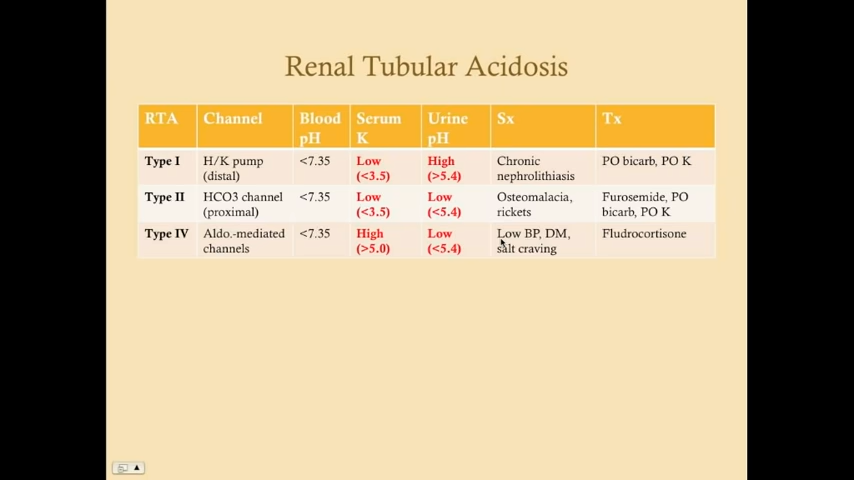 Renal Tubular Acidosis
RTA Channel Blood pH Serum K Urine pH Sx Tx
Type I H/K pump (distal) <7.35 Low (<3.5) High (>5.4) Chronic nephrolithiasis PO bicarb, PO K
Type II HCO3 channel (proximal) <7.35 Low (<3.5) Low (<5.4) Osteomalacia, rickets Furosemide, PO bicarb, PO K
Type IV Aldo.-mediated channels <7.35 High (>5.0) Low (<5.4) Low BP, DM, salt craving Fludrocortisone